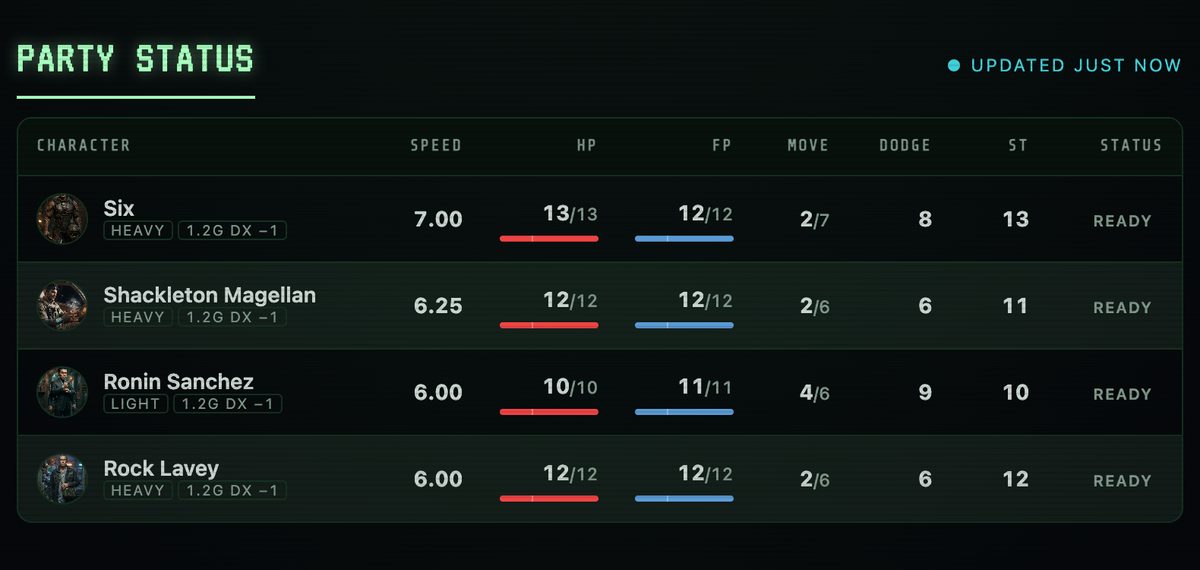 PARTY STATUS
UPDATED JUST NOW
CHARACTER SPEED HP FP MOVE DODGE ST STATUS
Six
HEAVY 1.2G DX −1
7.00 13/13 12/12 2/7 8 13 READY
Shackleton Magellan
HEAVY 1.2G DX −1
6.25 12/12 12/12 2/6 6 11 READY
Ronin Sanchez
LIGHT 1.2G DX −1
6.00 10/10 11/11 4/6 9 10 READY
Rock Lavey
HEAVY 1.2G DX −1
6.00 12/12 12/12 2/6 6 12 READY